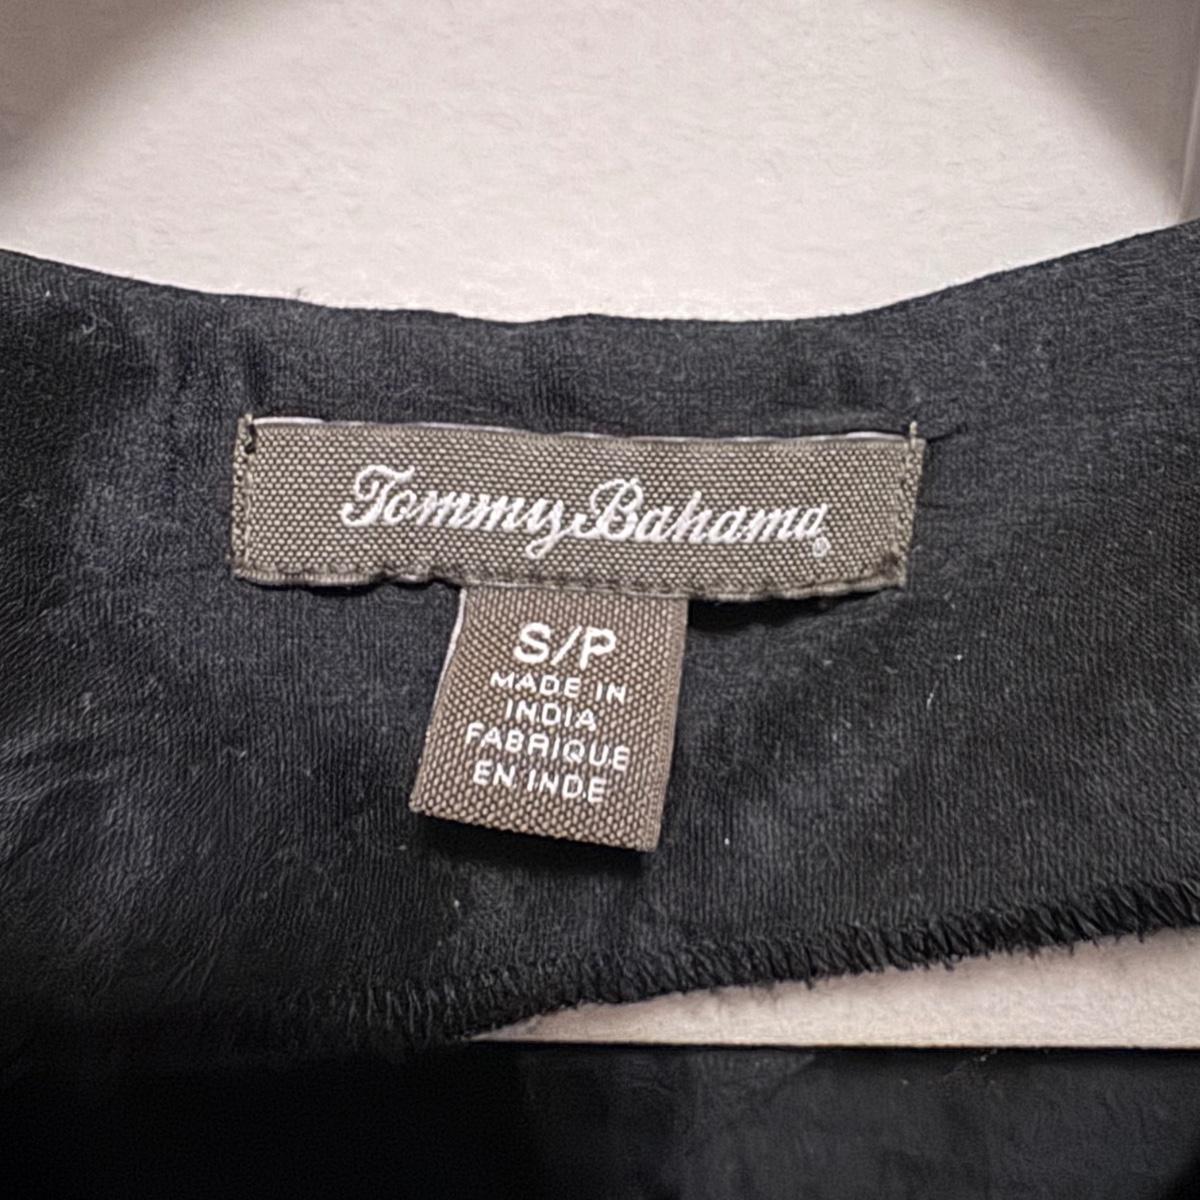 Tommy Bahama®
S/P
MADE IN
INDIA
FABRIQUE
EN INDE